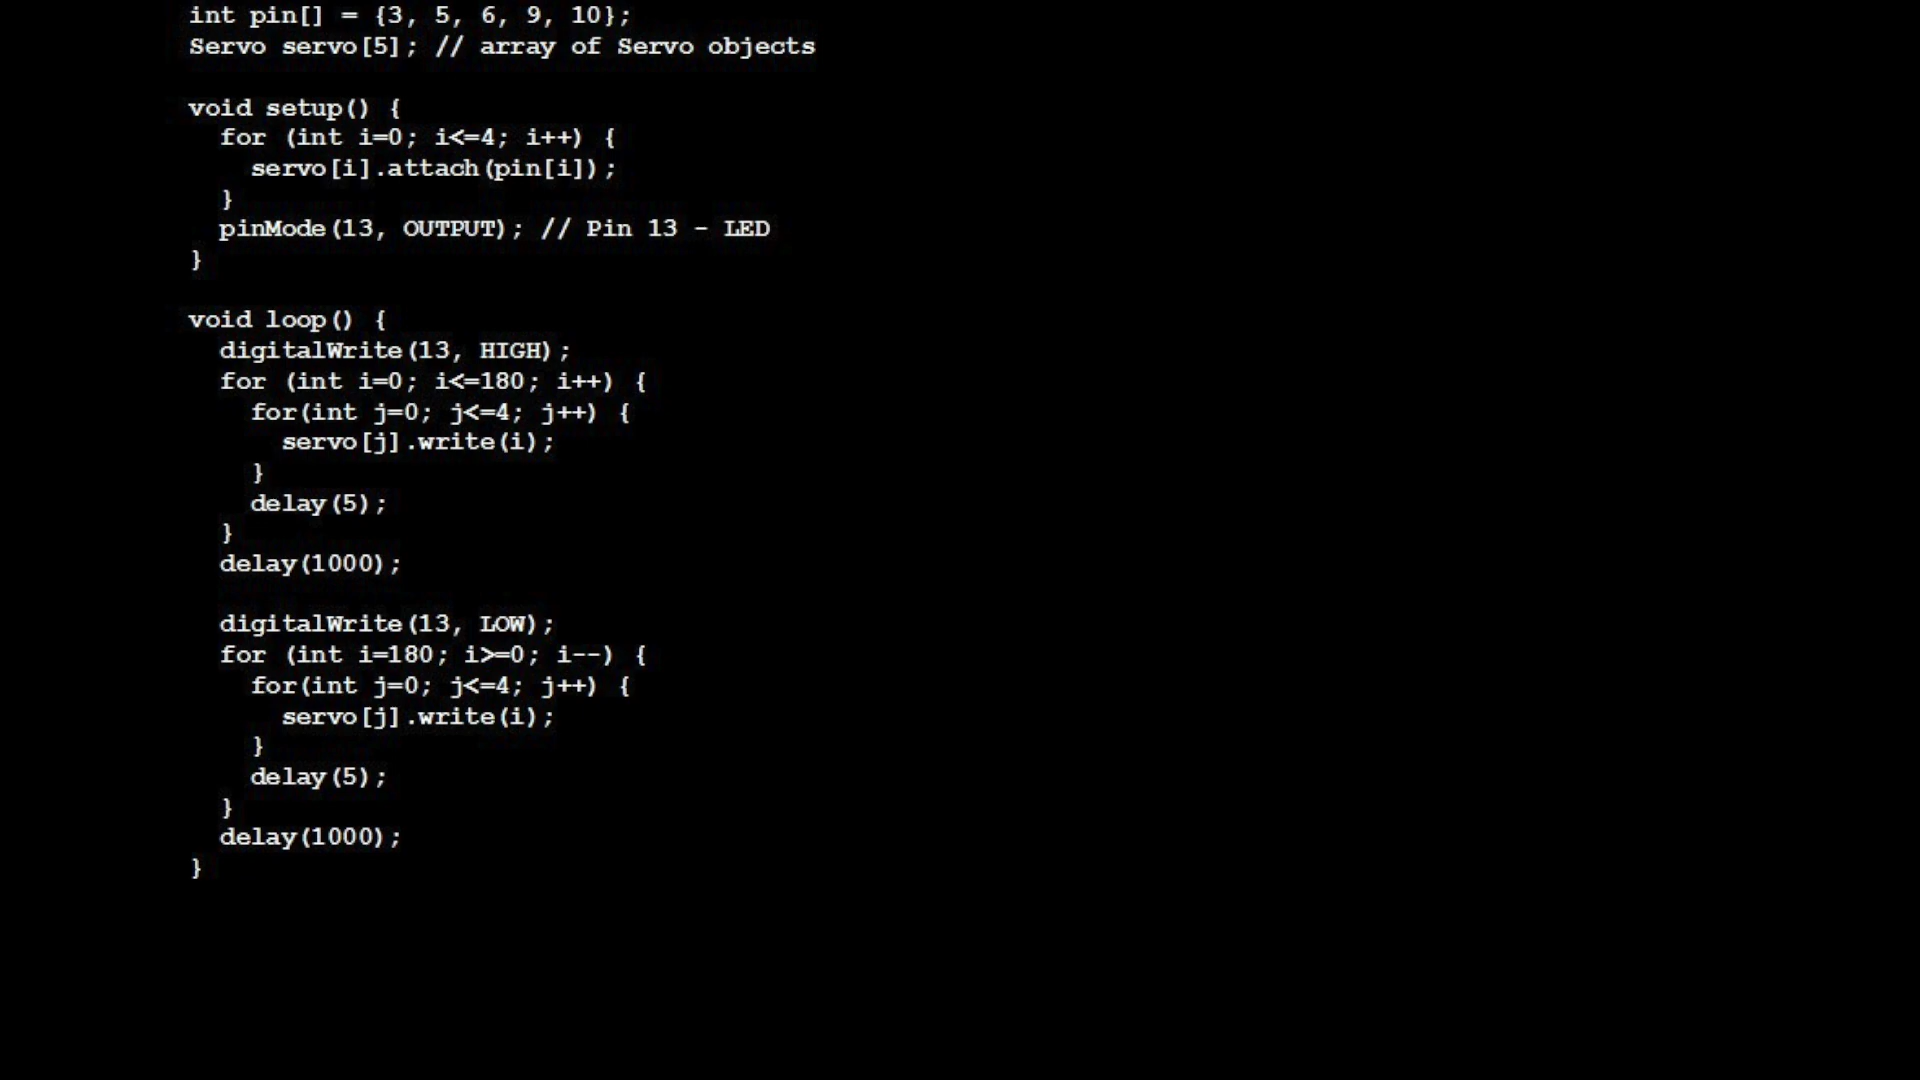 int pin[] = {3, 5, 6, 9, 10};
Servo servo[5]; // array of Servo objects

void setup() {
  for (int i=0; i<=4; i++) {
    servo[i].attach(pin[i]);
  }
  pinMode(13, OUTPUT); // Pin 13 - LED
}

void loop() {
  digitalWrite(13, HIGH);
  for (int i=0; i<=180; i++) {
    for(int j=0; j<=4; j++) {
      servo[j].write(i);
    }
    delay(5);
  }
  delay(1000);

  digitalWrite(13, LOW);
  for (int i=180; i>=0; i--) {
    for(int j=0; j<=4; j++) {
      servo[j].write(i);
    }
    delay(5);
  }
  delay(1000);
}